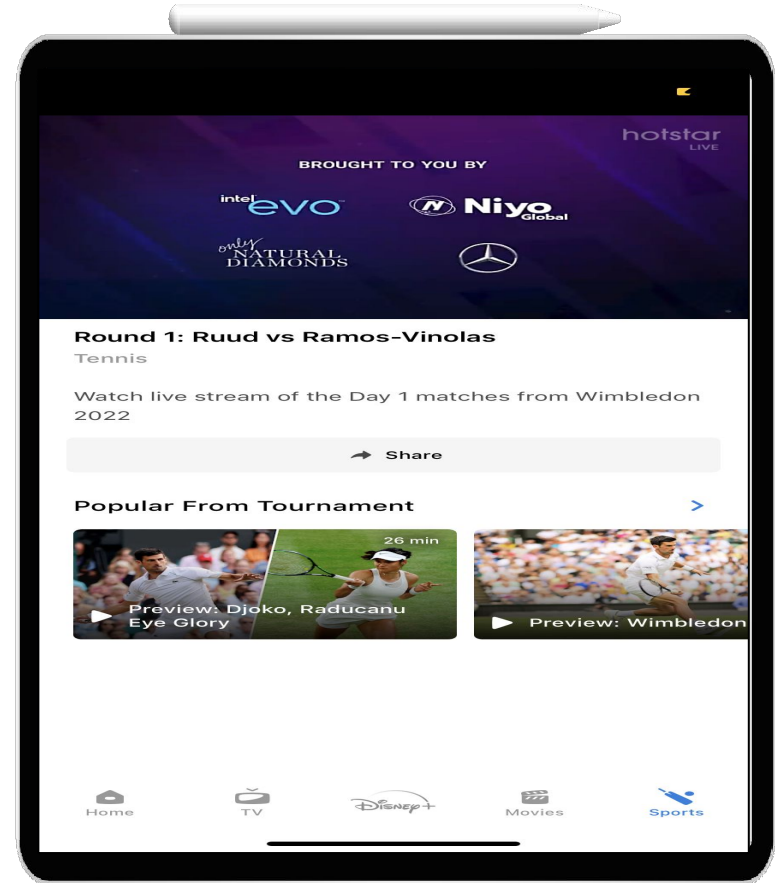 hotstar
LIVE
BROUGHT TO YOU BY
intel evo
N Niyo Global
only NATURAL DIAMONDS
Round 1: Ruud vs Ramos-Vinolas
Tennis
Watch live stream of the Day 1 matches from Wimbledon
2022
Share
Popular From Tournament
26 min
Preview: Djoko, Raducanu
Eye Glory
Preview: Wimbledon
Home
TV
Disney+
Movies
Sports